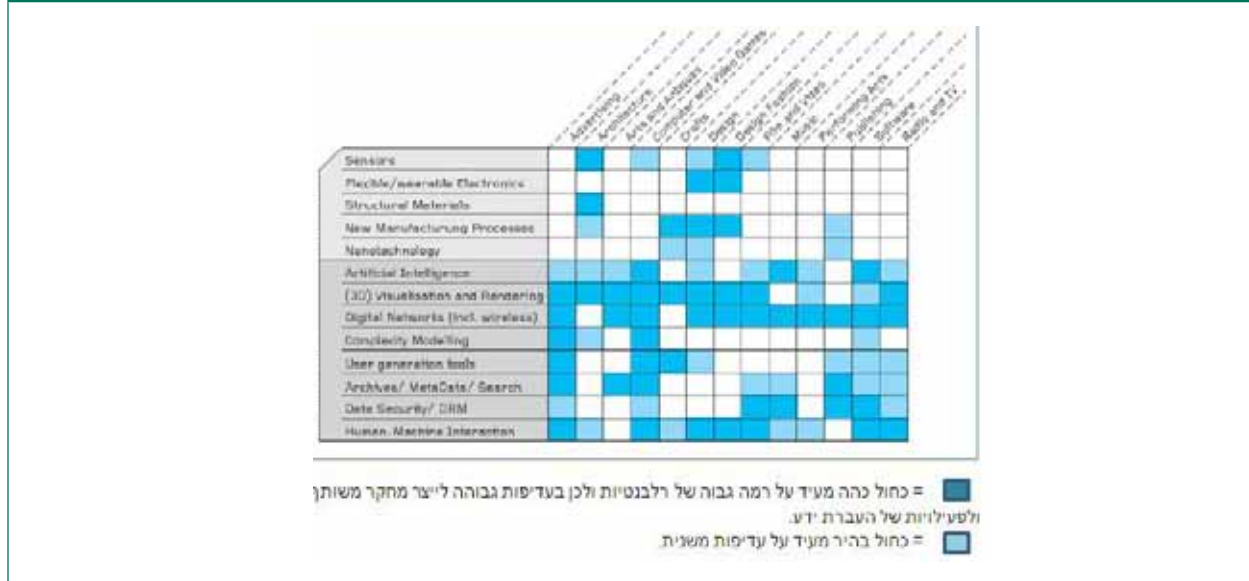 Advertising
Architecture
Arts and Antiques
Computer and Video Games
Crafts
Design
Design Fashion
Film and Video
Music
Performing Arts
Publishing
Software
Radio and TV
Sensors
Flexible/wearable Electronics
Structural Materials
New Manufacturung Processes
Nanotechnology
Artificial Intelligence
(3D) Visualisation and Rendering
Digital Networks (incl. wireless)
Complexity Modelling
User generation tools
Archives/ MetaData/ Search
Data Security/ DRM
Human-Machine Interaction
= כחול כהה מעיד על רמה גבוה של רלבנטיות ולכן בעדיפות גבוהה לייצר מחקר משותף
ולפעילויות של העברת ידע.
= כחול בהיר מעיד על עדיפות משנית